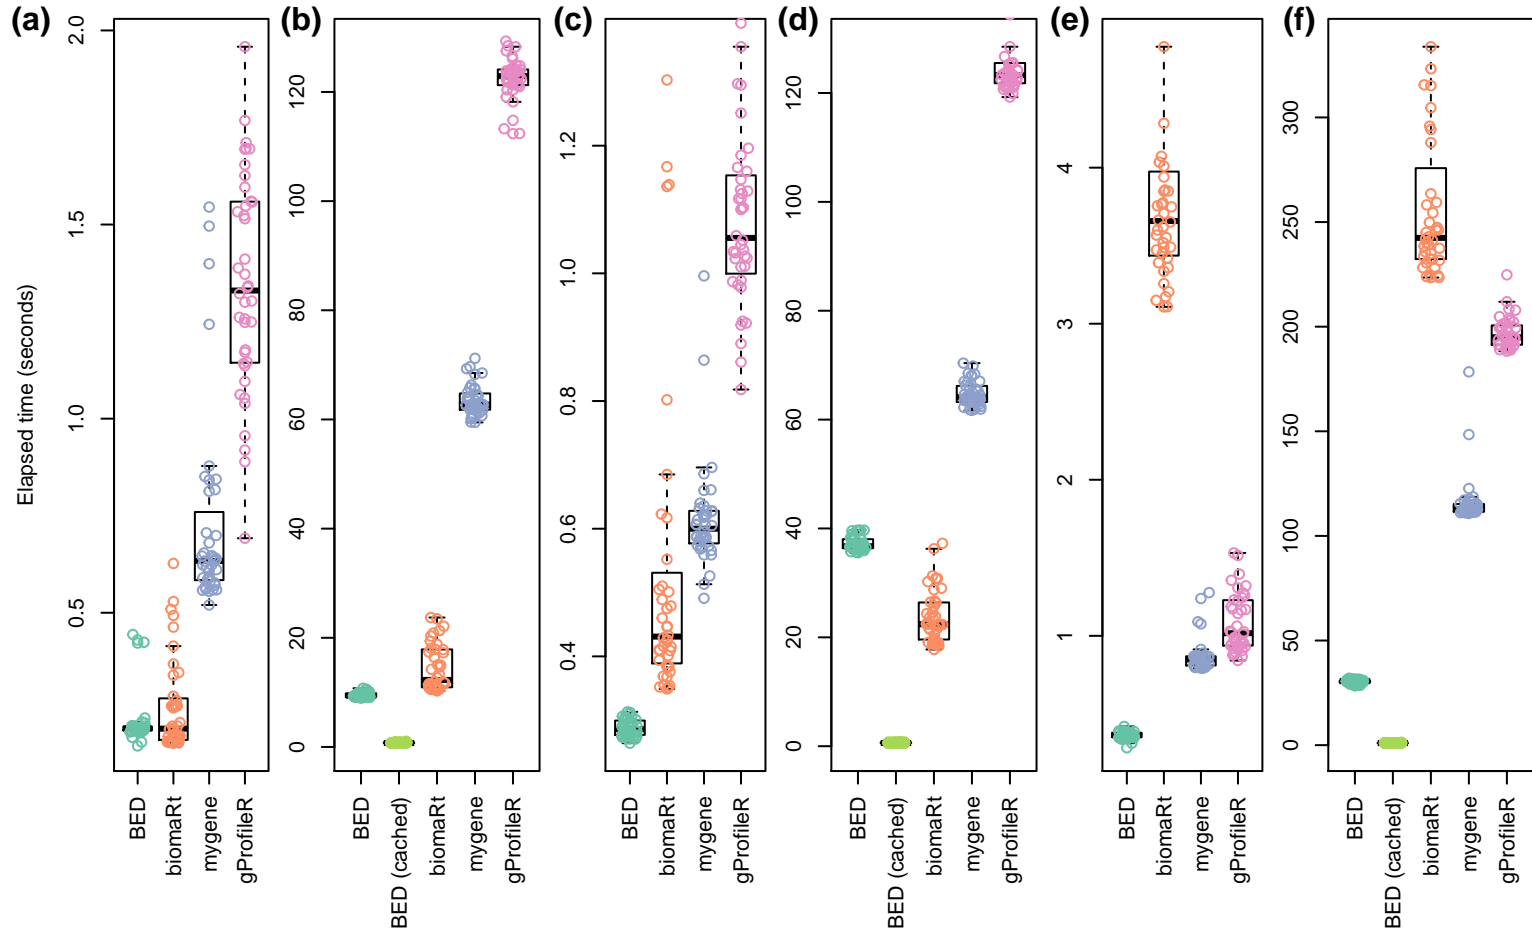 (a)
(b)
(c)
(d)
(e)
(f)
Elapsed time (seconds)
0.5
1.0
1.5
2.0
BED
biomaRt
mygene
gProfileR
0
20
40
60
80
100
120
BED
BED (cached)
biomaRt
mygene
gProfileR
0.4
0.6
0.8
1.0
1.2
BED
biomaRt
mygene
gProfileR
0
20
40
60
80
100
120
BED
BED (cached)
biomaRt
mygene
gProfileR
1
2
3
4
BED
biomaRt
mygene
gProfileR
0
50
100
150
200
250
300
BED
BED (cached)
biomaRt
mygene
gProfileR